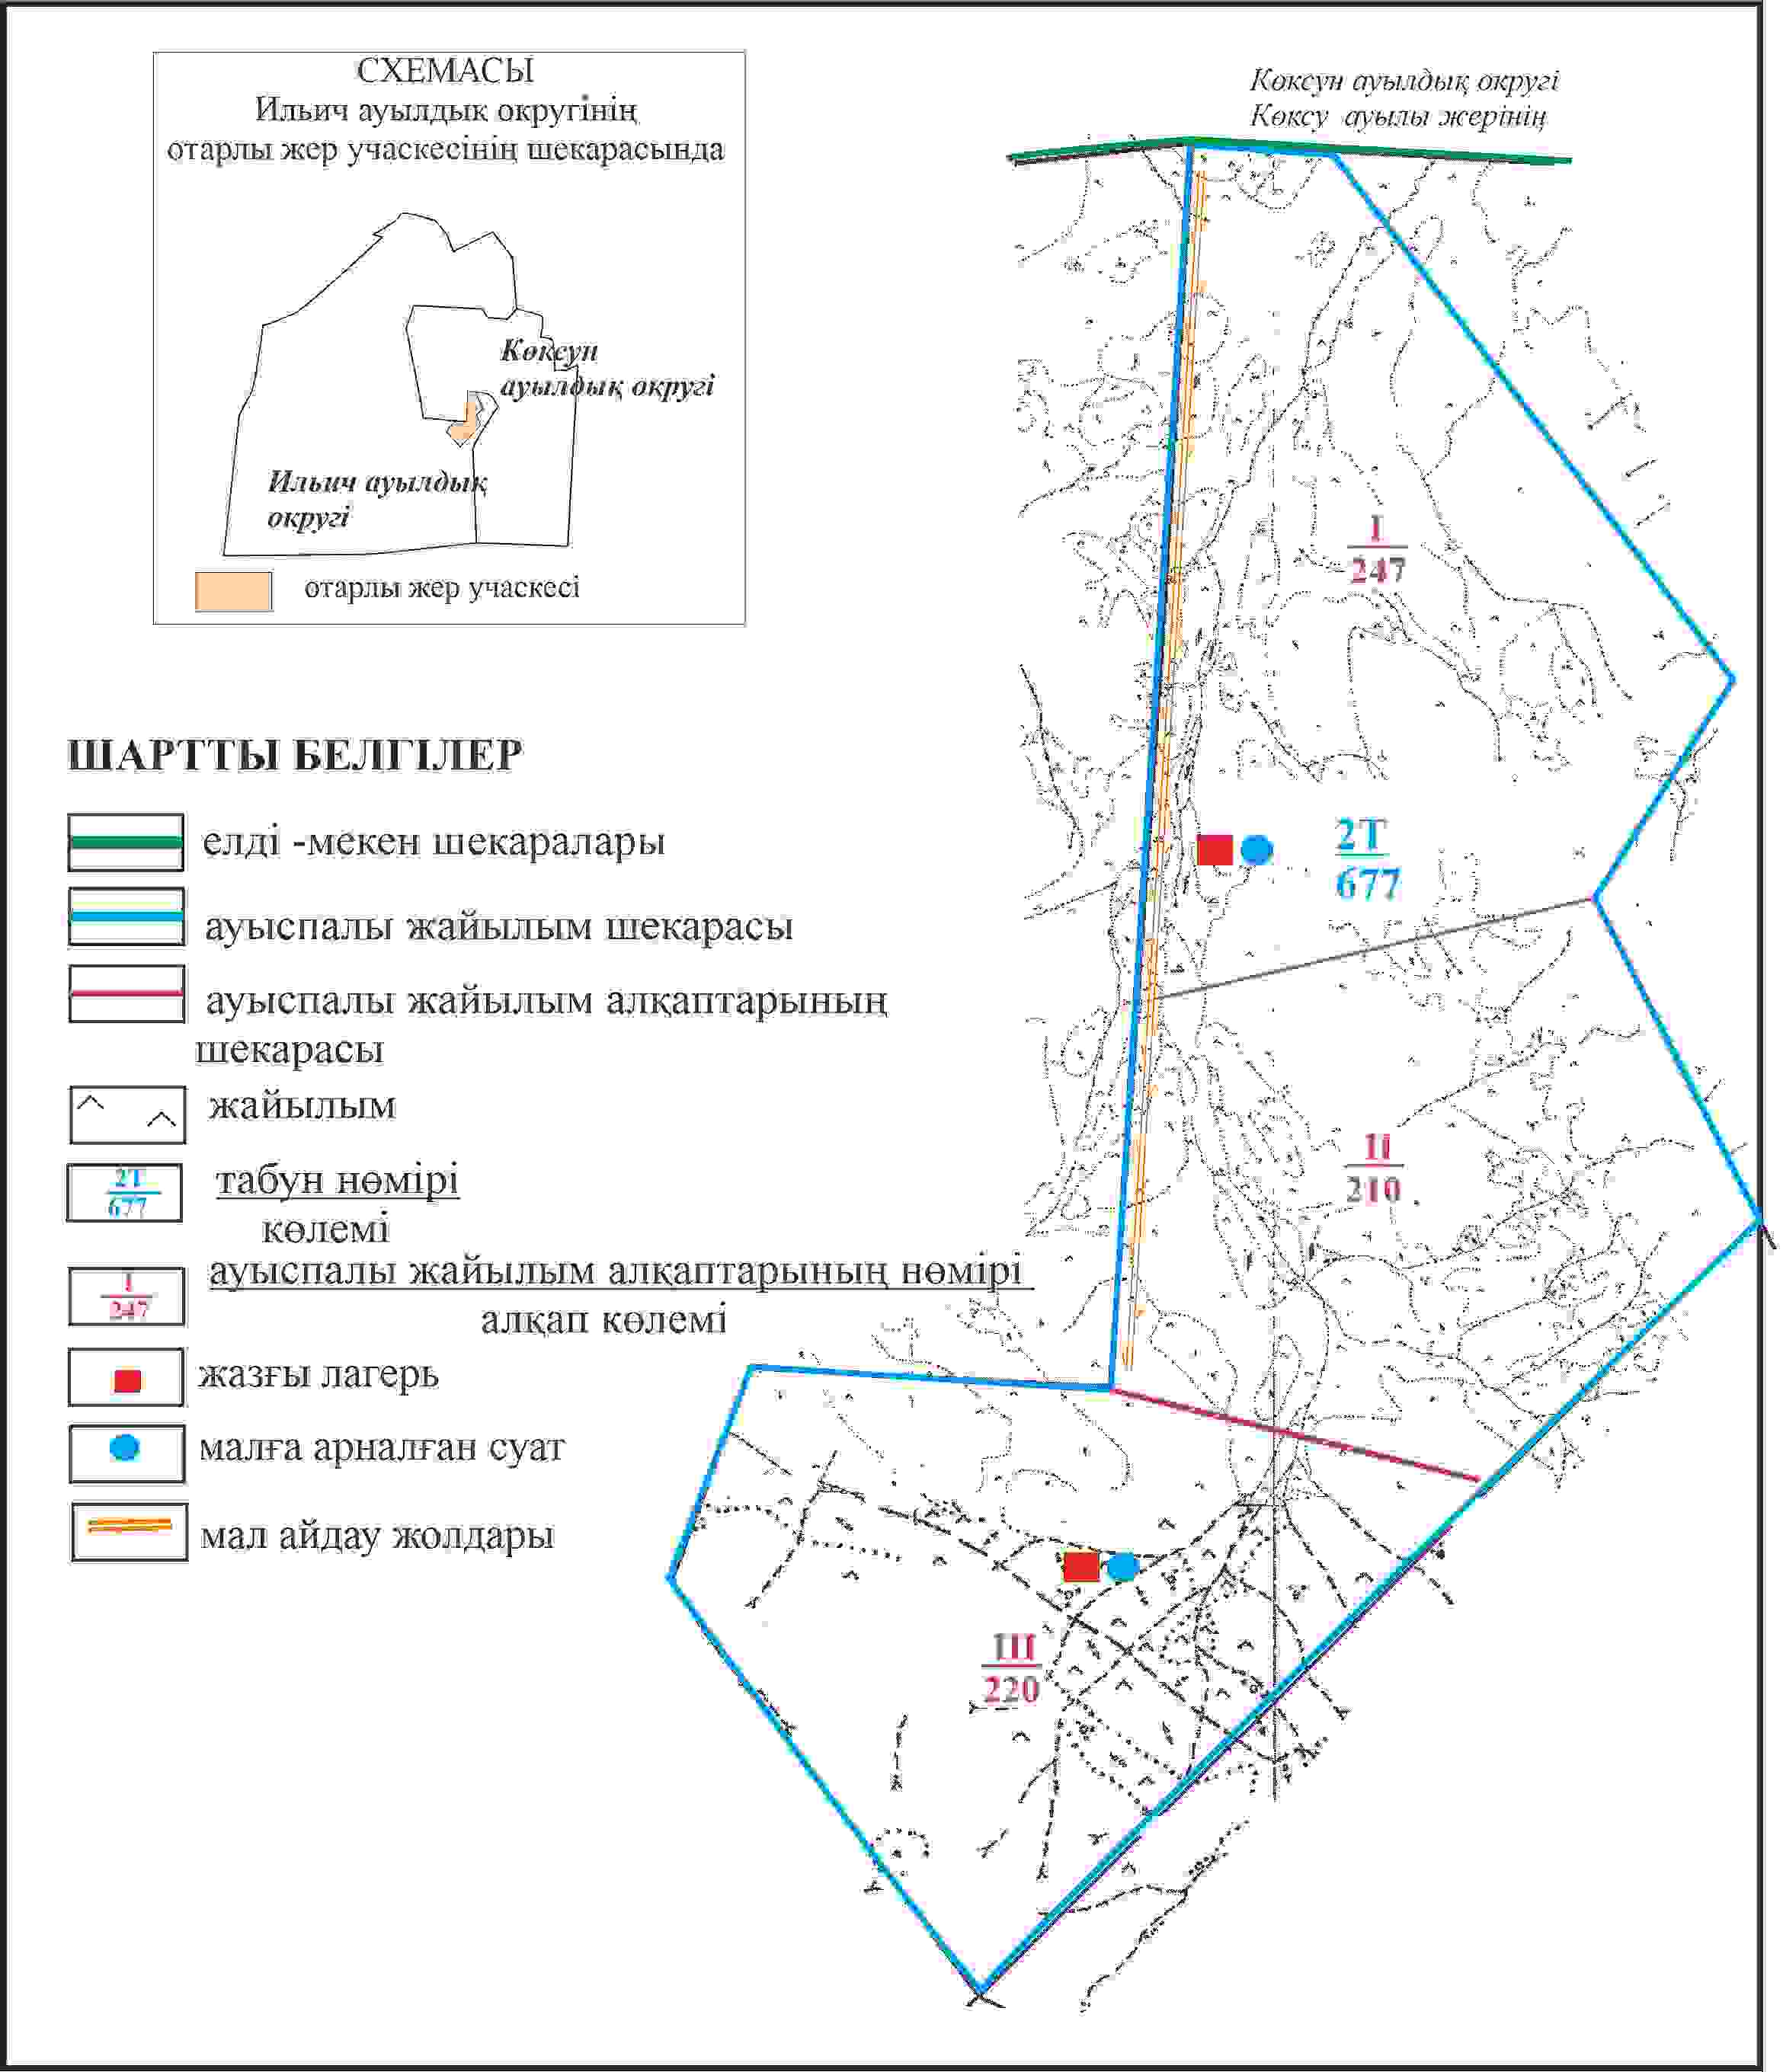 СХЕМАСЫ
Ильич ауылдық округінің
отарлы жер учаскесінің шекарасында
Көксун
ауылдық округі
Ильич ауылдық
округі
отарлы жер учаскесі
Көксун ауылдық округі
Көксу ауылы жерінің
I
247
2Т
677
II
210
III
220
ШАРТТЫ БЕЛГІЛЕР
елді -мекен шекаралары
ауыспалы жайылым шекарасы
ауыспалы жайылым алқаптарының
шекарасы
жайылым
2Т
677
табун нөмірі
көлемі
I
247
ауыспалы жайылым алқаптарының нөмірі
алқап көлемі
жазғы лагерь
малға арналған суат
мал айдау жолдары